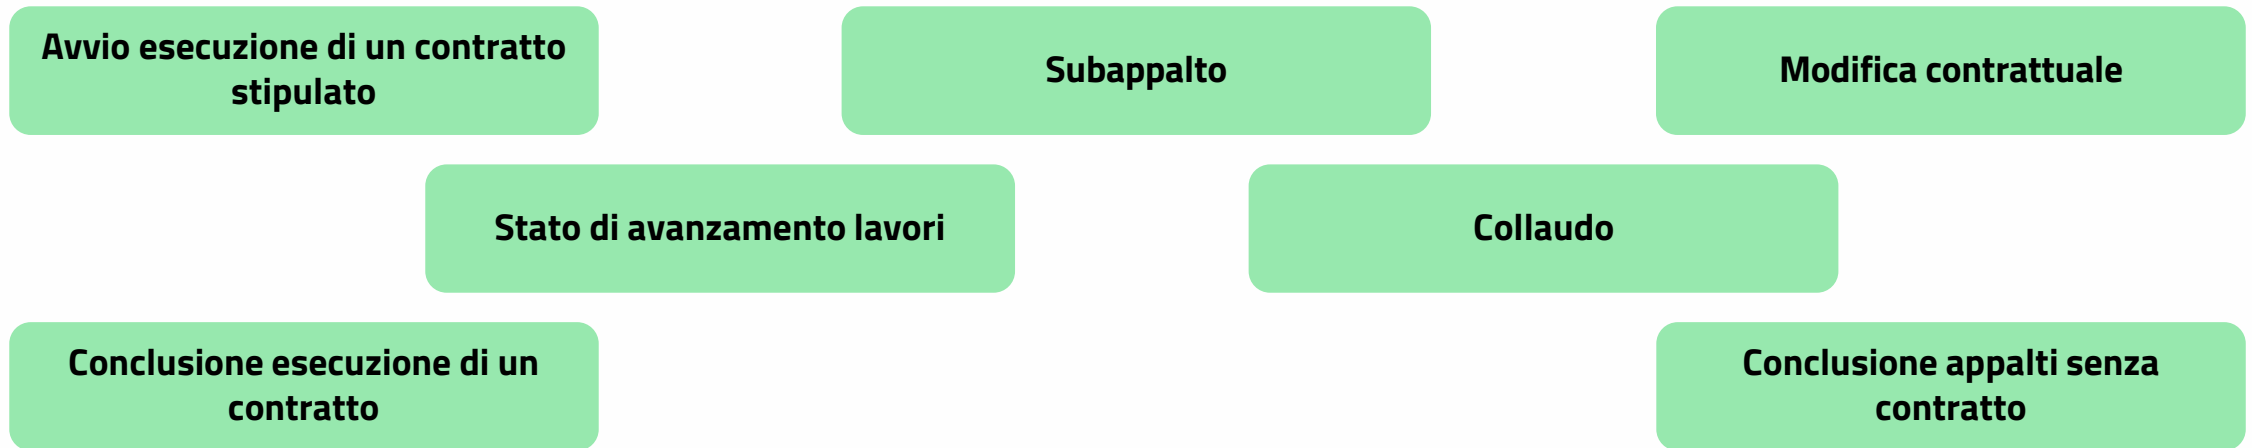 Avvio esecuzione di un contratto
stipulato
Subappalto
Modifica contrattuale
Stato di avanzamento lavori
Collaudo
Conclusione esecuzione di un
contratto
Conclusione appalti senza
contratto